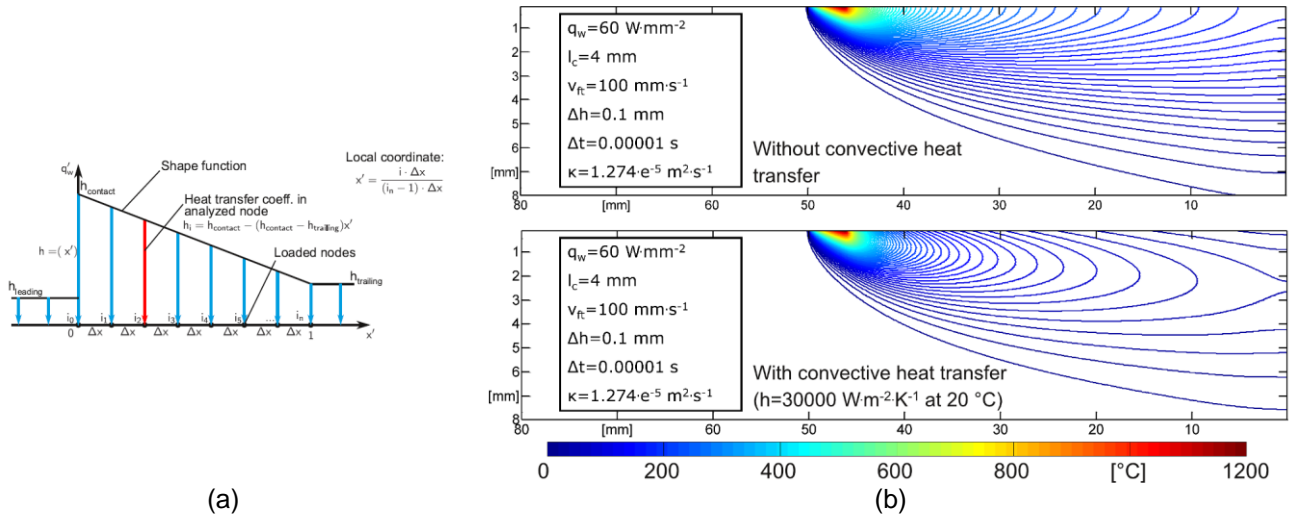 Shape function
Local coordinate:
x′ = i · Δx / (iₙ − 1) · Δx
q′w
hcontact
Heat transfer coeff. in
analyzed node
hi = hcontact − (hcontact − htrailing)x′
h =( x′)
Loaded nodes
hleading
htrailing
i0 i1 i2 i3 i4 i5 ... in
0 Δx Δx Δx Δx Δx Δx Δx 1 x′
(a)
qw=60 W·mm⁻²
lc=4 mm
vft=100 mm·s⁻¹
Δh=0.1 mm
Δt=0.00001 s
κ=1.274·e⁻⁵ m²·s⁻¹
Without convective heat
transfer
1
2
3
4
5
6
[mm]
8
80 [mm] 60 50 40 30 20 10
qw=60 W·mm⁻²
lc=4 mm
vft=100 mm·s⁻¹
Δh=0.1 mm
Δt=0.00001 s
κ=1.274·e⁻⁵ m²·s⁻¹
With convective heat transfer
(h=30000 W·m⁻²·K⁻¹ at 20 °C)
1
2
3
4
5
6
[mm]
8
80 [mm] 60 50 40 30 20 10
0 200 400 600 800 [°C] 1200
(b)